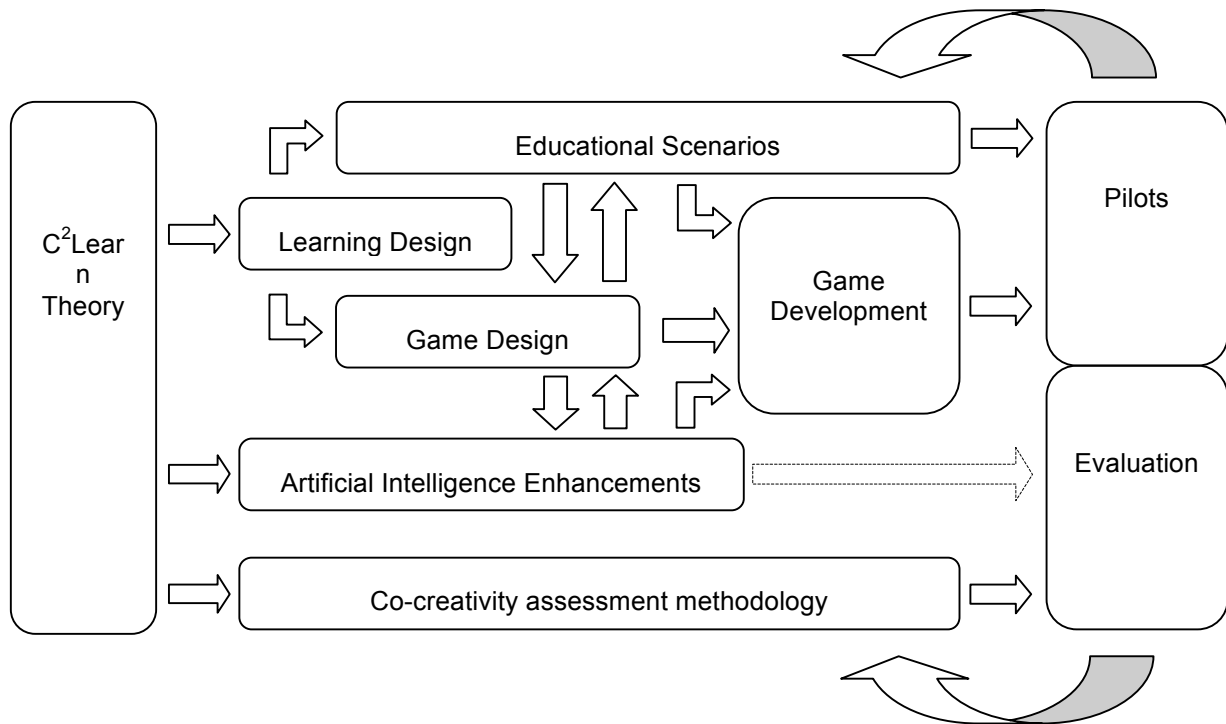 C²Lear
n
Theory
Educational Scenarios
Learning Design
Game Design
Artificial Intelligence Enhancements
Co-creativity assessment methodology
Game
Development
Pilots
Evaluation